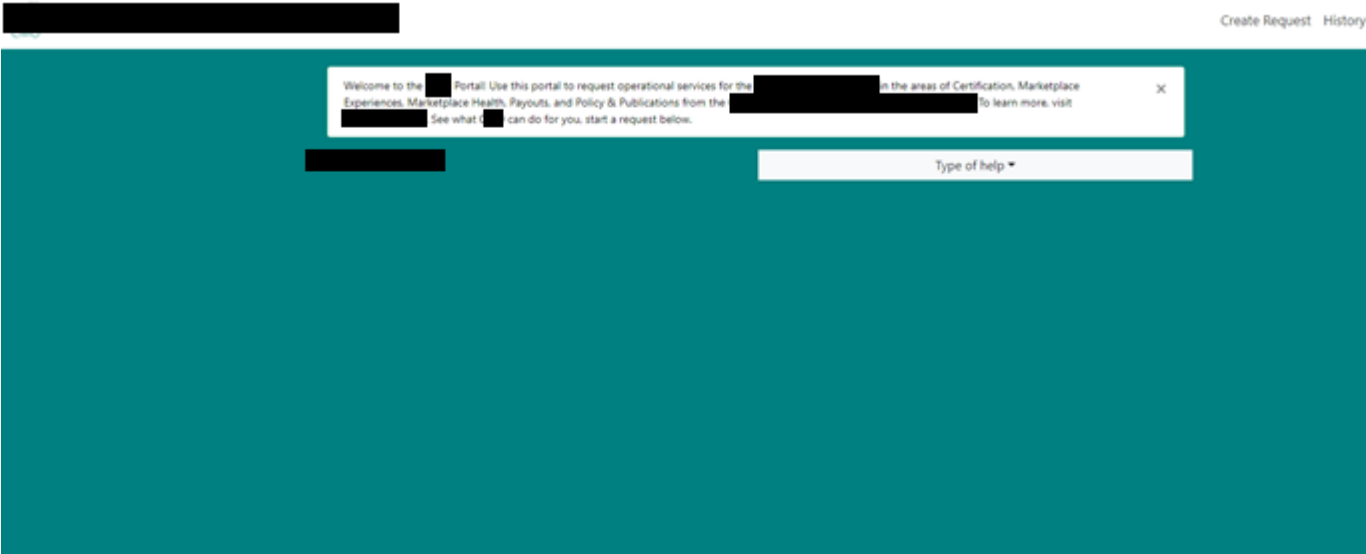 Create Request History
Welcome to the Portal! Use this portal to request operational services for the in the areas of Certification, Marketplace
Experiences, Marketplace Health, Payouts, and Policy & Publications from the To learn more, visit
See what can do for you, start a request below.
Type of help